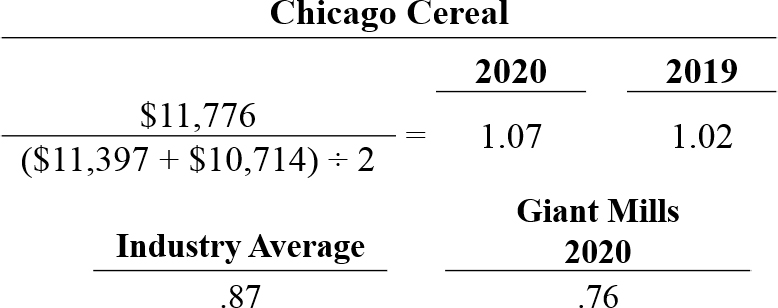 Chicago Cereal
2020 2019
$11,776
($11,397 + $10,714) ÷ 2 = 1.07 1.02
Giant Mills
Industry Average 2020
.87 .76